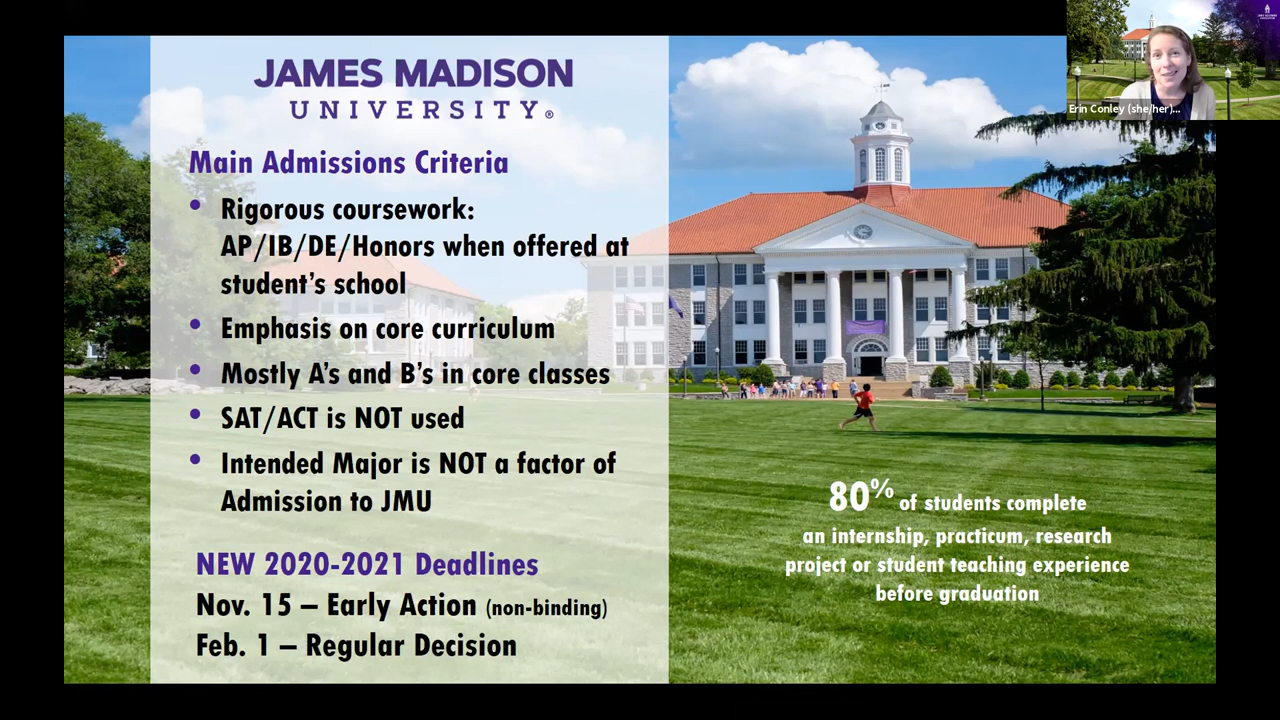 JAMES MADISON
UNIVERSITY®
Main Admissions Criteria
• Rigorous coursework:
AP/IB/DE/Honors when offered at
student's school
• Emphasis on core curriculum
• Mostly A's and B's in core classes
• SAT/ACT is NOT used
• Intended Major is NOT a factor of
Admission to JMU
NEW 2020-2021 Deadlines
Nov. 15 – Early Action (non-binding)
Feb. 1 – Regular Decision
80% of students complete
an internship, practicum, research
project or student teaching experience
before graduation
Erin Conley (she/her)...